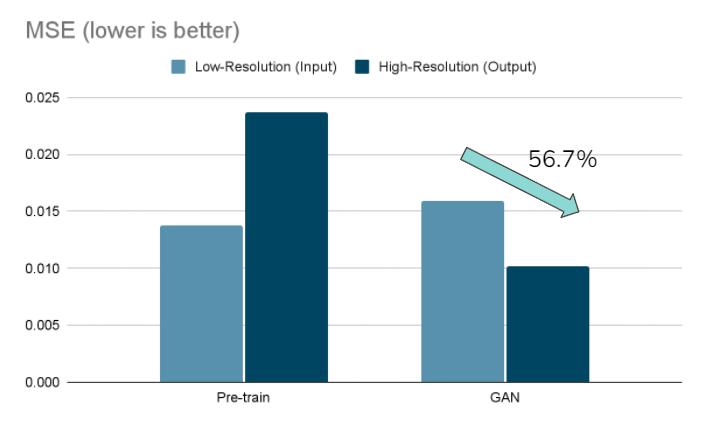 MSE (lower is better)
Low-Resolution (Input) High-Resolution (Output)
0.025
0.020
56.7%
0.015
0.010
0.005
0.000
Pre-train GAN